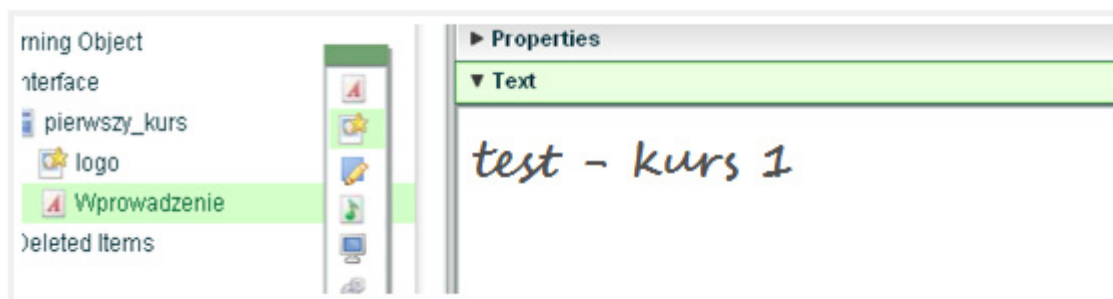 rning Object
nterface
pierwszy_kurs
logo
Wprowadzenie
Deleted Items
Properties
Text
test - kurs 1